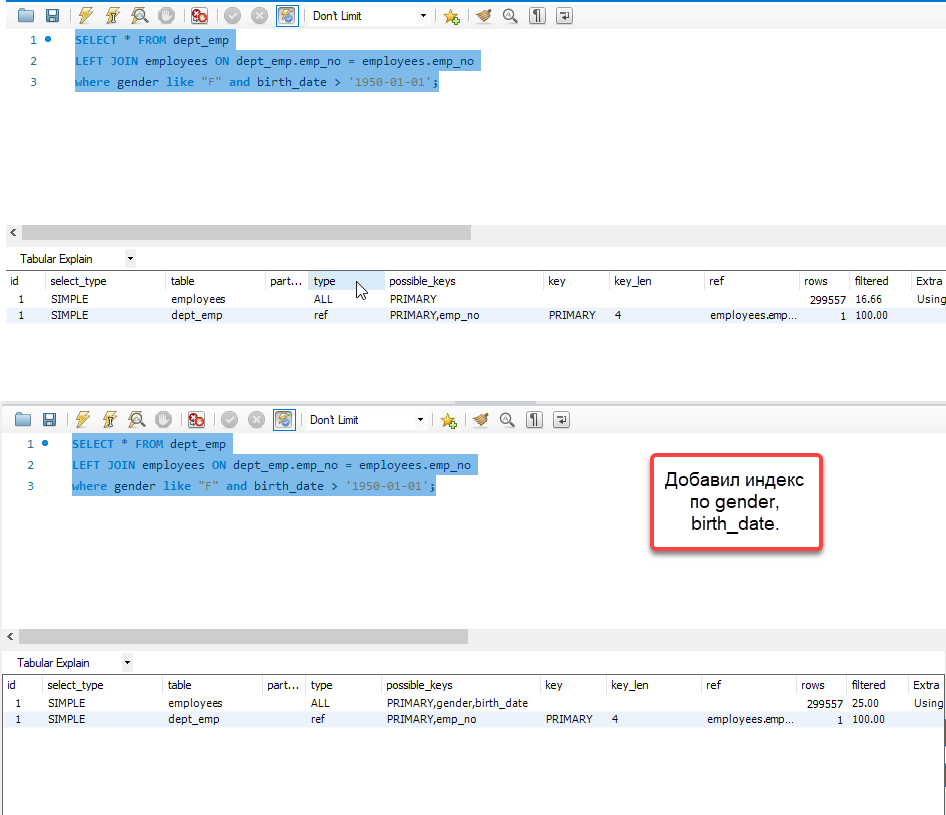 Don't Limit
1 SELECT * FROM dept_emp
2 LEFT JOIN employees ON dept_emp.emp_no = employees.emp_no
3 where gender like "F" and birth_date > '1950-01-01';
Tabular Explain
id select_type table part... type possible_keys key key_len ref rows filtered Extra
1 SIMPLE employees ALL PRIMARY 299557 16.66 Using
1 SIMPLE dept_emp ref PRIMARY,emp_no PRIMARY 4 employees.emp... 1 100.00
Don't Limit
1 SELECT * FROM dept_emp
2 LEFT JOIN employees ON dept_emp.emp_no = employees.emp_no
3 where gender like "F" and birth_date > '1950-01-01';
Добавил индекс
по gender,
birth_date.
Tabular Explain
id select_type table part... type possible_keys key key_len ref rows filtered Extra
1 SIMPLE employees ALL PRIMARY,gender,birth_date 299557 25.00 Using
1 SIMPLE dept_emp ref PRIMARY,emp_no PRIMARY 4 employees.emp... 1 100.00